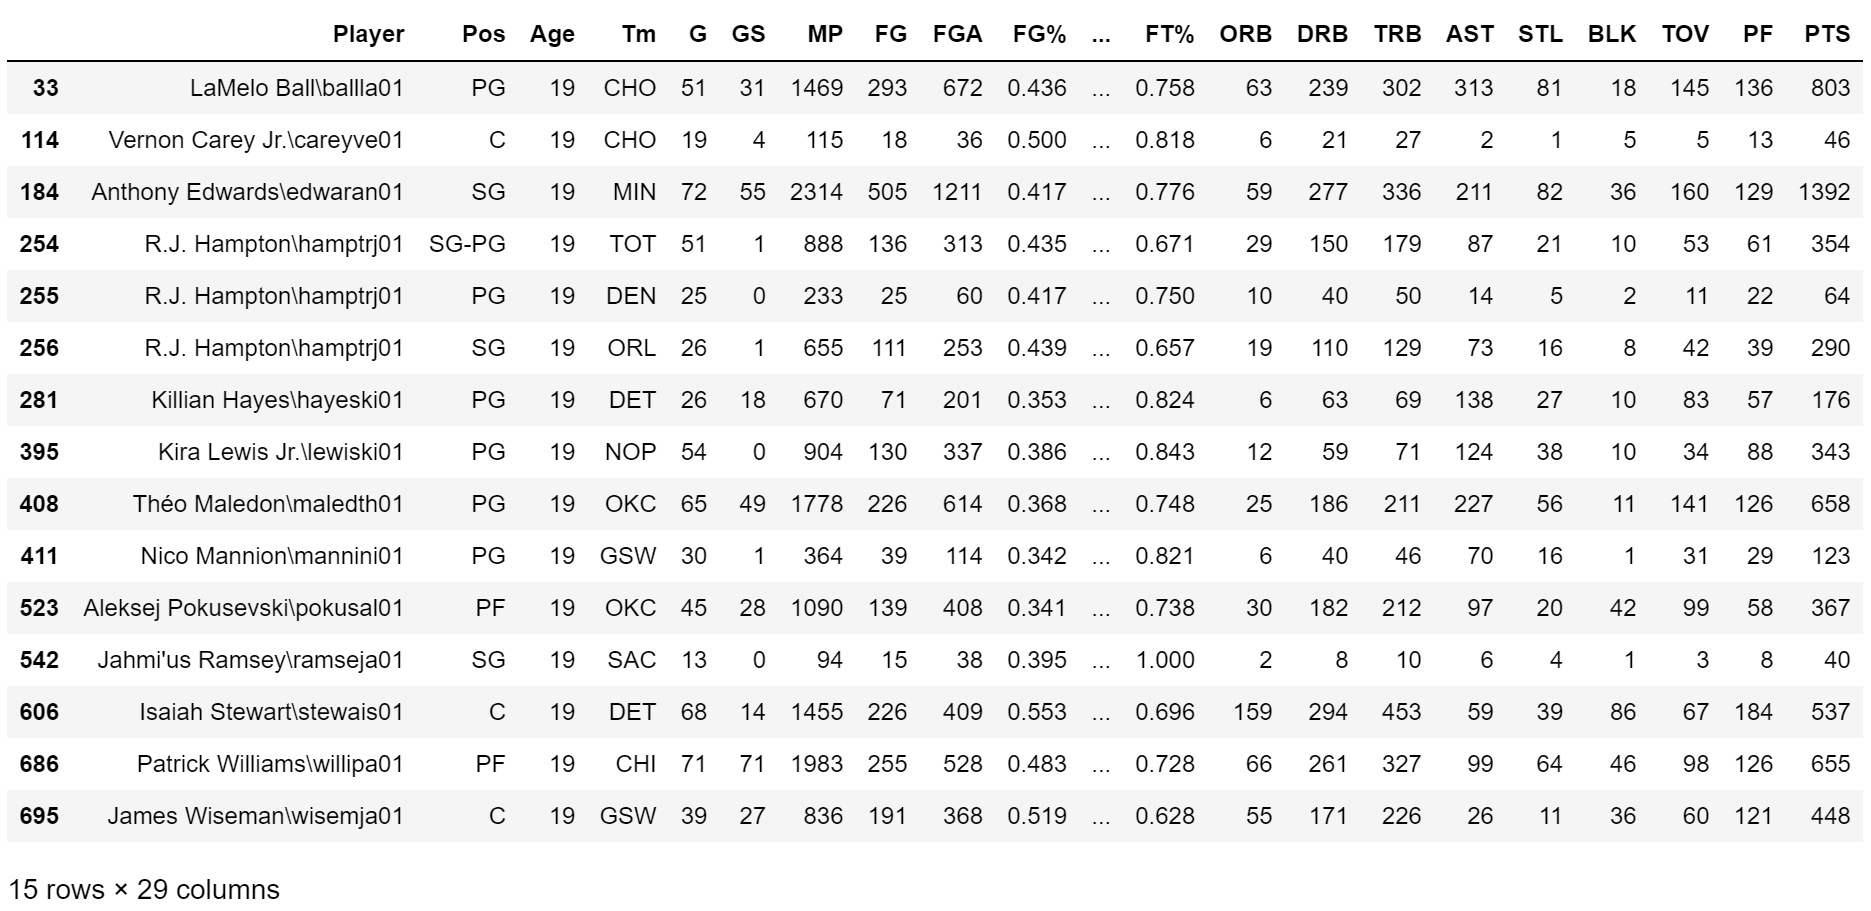 Player Pos Age Tm G GS MP FG FGA FG% ... FT% ORB DRB TRB AST STL BLK TOV PF PTS
33 LaMelo Ball\ballla01 PG 19 CHO 51 31 1469 293 672 0.436 ... 0.758 63 239 302 313 81 18 145 136 803
114 Vernon Carey Jr.\careyve01 C 19 CHO 19 4 115 18 36 0.500 ... 0.818 6 21 27 2 1 5 5 13 46
184 Anthony Edwards\edwaran01 SG 19 MIN 72 55 2314 505 1211 0.417 ... 0.776 59 277 336 211 82 36 160 129 1392
254 R.J. Hampton\hamptrj01 SG-PG 19 TOT 51 1 888 136 313 0.435 ... 0.671 29 150 179 87 21 10 53 61 354
255 R.J. Hampton\hamptrj01 PG 19 DEN 25 0 233 25 60 0.417 ... 0.750 10 40 50 14 5 2 11 22 64
256 R.J. Hampton\hamptrj01 SG 19 ORL 26 1 655 111 253 0.439 ... 0.657 19 110 129 73 16 8 42 39 290
281 Killian Hayes\hayeski01 PG 19 DET 26 18 670 71 201 0.353 ... 0.824 6 63 69 138 27 10 83 57 176
395 Kira Lewis Jr.\lewiski01 PG 19 NOP 54 0 904 130 337 0.386 ... 0.843 12 59 71 124 38 10 34 88 343
408 Théo Maledon\maledth01 PG 19 OKC 65 49 1778 226 614 0.368 ... 0.748 25 186 211 227 56 11 141 126 658
411 Nico Mannion\mannini01 PG 19 GSW 30 1 364 39 114 0.342 ... 0.821 6 40 46 70 16 1 31 29 123
523 Aleksej Pokusevski\pokusal01 PF 19 OKC 45 28 1090 139 408 0.341 ... 0.738 30 182 212 97 20 42 99 58 367
542 Jahmi'us Ramsey\ramseja01 SG 19 SAC 13 0 94 15 38 0.395 ... 1.000 2 8 10 6 4 1 3 8 40
606 Isaiah Stewart\stewais01 C 19 DET 68 14 1455 226 409 0.553 ... 0.696 159 294 453 59 39 86 67 184 537
686 Patrick Williams\willipa01 PF 19 CHI 71 71 1983 255 528 0.483 ... 0.728 66 261 327 99 64 46 98 126 655
695 James Wiseman\wisemja01 C 19 GSW 39 27 836 191 368 0.519 ... 0.628 55 171 226 26 11 36 60 121 448
15 rows × 29 columns